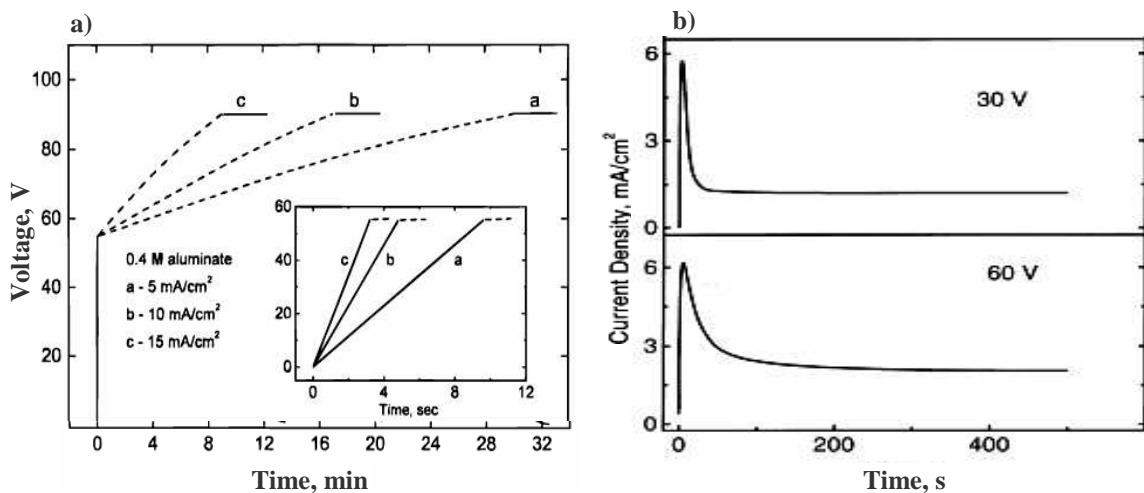 a)
Voltage, V
100
80
60
40
20
c
b
a
0.4 M aluminate
a - 5 mA/cm²
b - 10 mA/cm²
c - 15 mA/cm²
60
40
20
0
c
b
a
0 4 8 12
Time, sec
0 4 8 12 16 20 24 28 32
Time, min
b)
Current Density, mA/cm²
6
3
0
30 V
6
3
0
60 V
0 200 400
Time, s